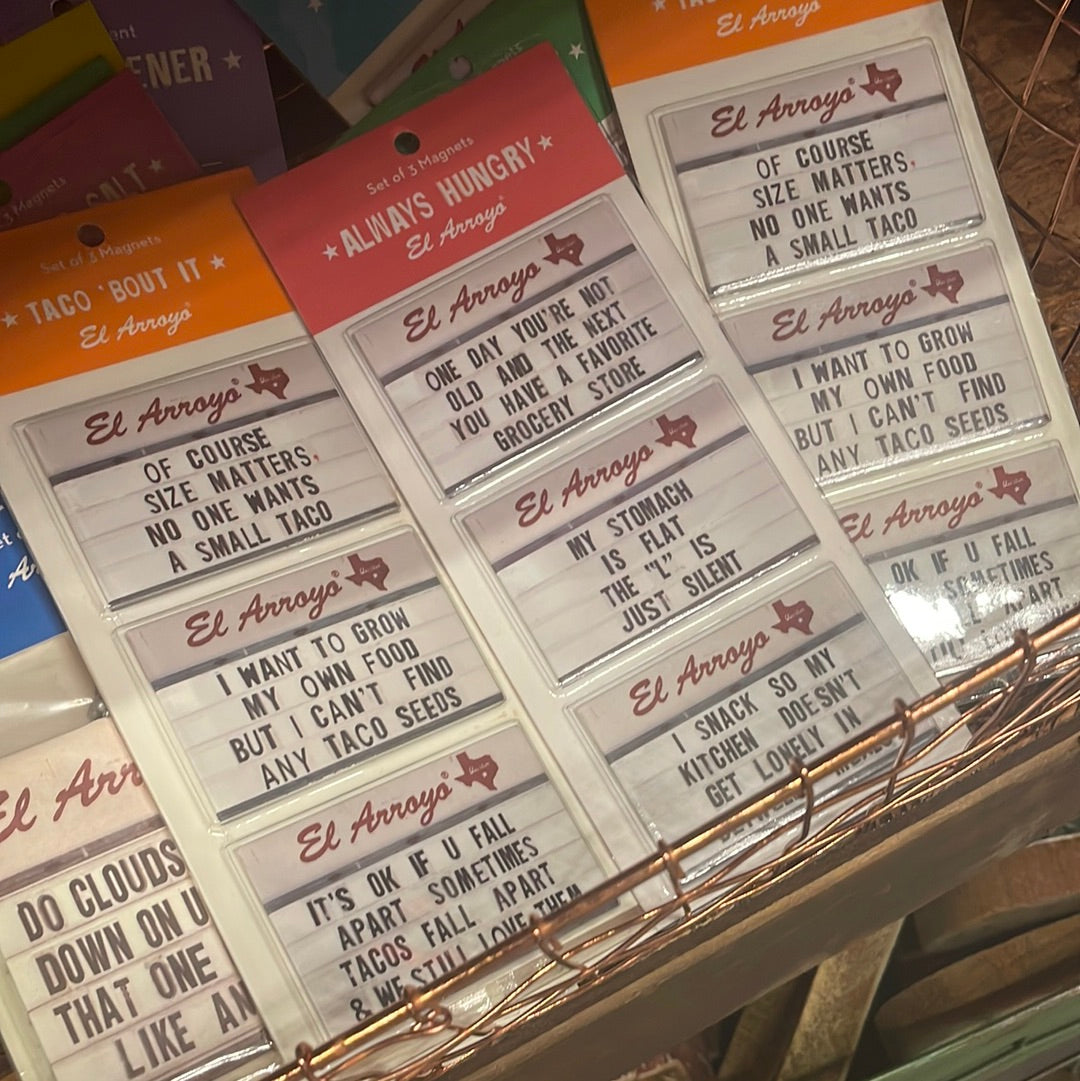 ENER
3 Magnets
Set of 3 Magnets
TACO 'BOUT IT
El Arroyo
El Arroyo
OF COURSE
SIZE MATTERS,
NO ONE WANTS
A SMALL TACO
El Arroyo
I WANT TO GROW
MY OWN FOOD
BUT I CAN'T FIND
ANY TACO SEEDS
El Arroyo
IT'S OK IF U FALL
APART SOMETIMES
TACOS FALL APART
& WE STILL LOVE THEM
Set of 3 Magnets
ALWAYS HUNGRY
El Arroyo
El Arroyo
ONE DAY YOU'RE NOT
OLD AND THE NEXT
YOU HAVE A FAVORITE
GROCERY STORE
El Arroyo
MY STOMACH
IS FLAT
THE "L" IS
JUST SILENT
El Arroyo
I SNACK SO MY
KITCHEN DOESN'T
GET LONELY IN
El Arroyo
El Arroyo
OF COURSE
SIZE MATTERS,
NO ONE WANTS
A SMALL TACO
El Arroyo
I WANT TO GROW
MY OWN FOOD
BUT I CAN'T FIND
ANY TACO SEEDS
El Arroyo
OK IF U FALL
SOMETIMES
APART
El Arr
DO CLOUDS
DOWN ON U
THAT ONE
LIKE AN